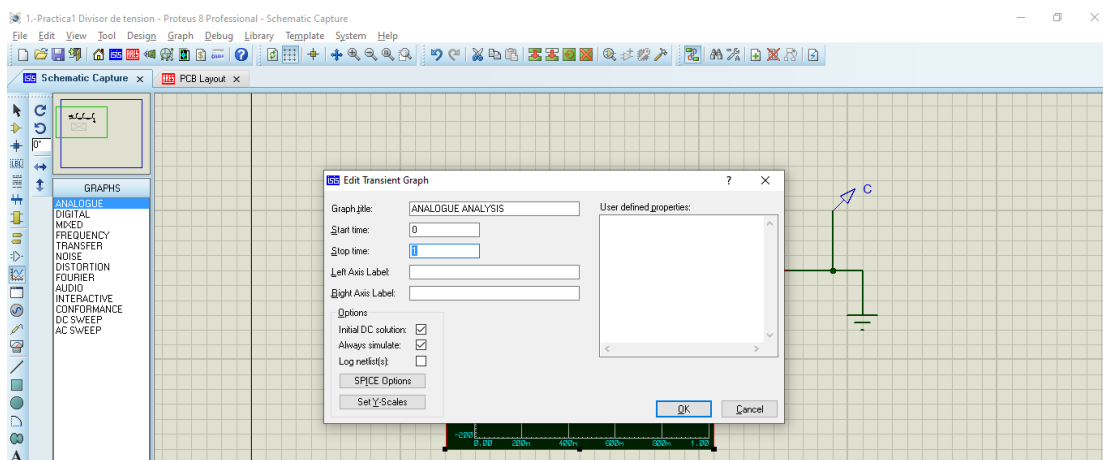 1.-Practica1 Divisor de tension - Proteus 8 Professional - Schematic Capture
File Edit View Tool Design Graph Debug Library Template System Help
Schematic Capture x PCB Layout x
0°
GRAPHS
ANALOGUE
DIGITAL
MIXED
FREQUENCY
TRANSFER
NOISE
DISTORTION
FOURIER
AUDIO
INTERACTIVE
CONFORMANCE
DC SWEEP
AC SWEEP
A
C
ISIS Edit Transient Graph ? X
Graph title: ANALOGUE ANALYSIS
User defined properties:
Start time: 0
Stop time: 1
Left Axis Label:
Right Axis Label:
Options
Initial DC solution:
Always simulate:
Log netlist(s):
SPICE Options
Set Y-Scales
OK Cancel
-200
0.00 200m 400m 600m 800m 1.00